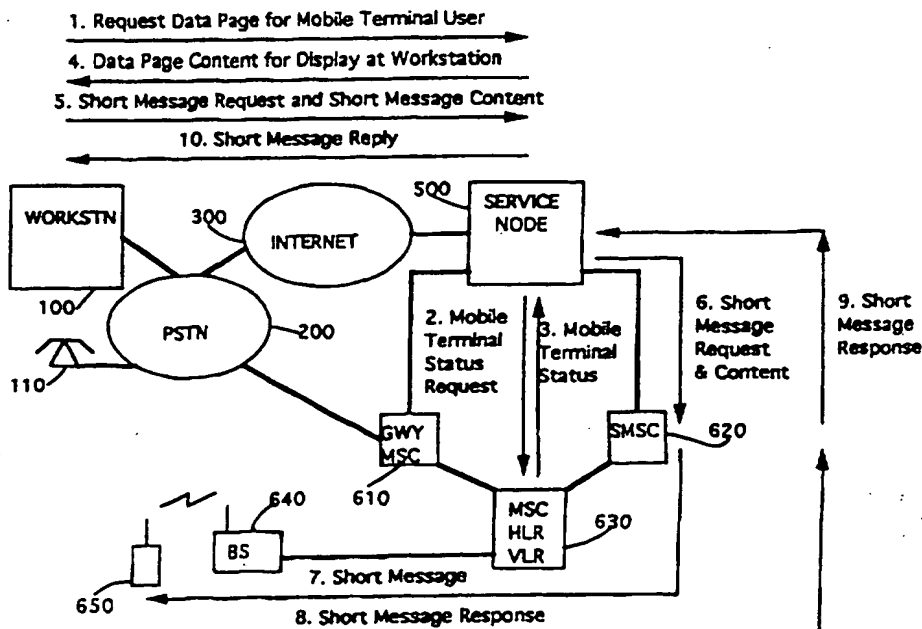 1. Request Data Page for Mobile Terminal User
4. Data Page Content for Display at Workstation
5. Short Message Request and Short Message Content
10. Short Message Reply
500
SERVICE
NODE
WORKSTN
300
INTERNET
100
PSTN
200
110
2. Mobile
Terminal
Status
Request
3. Mobile
Terminal
Status
6. Short
Message
Request
& Content
9. Short
Message
Response
GWY
MSC
610
SMSC
620
640
MSC
HLR
VLR
630
BS
650
7. Short Message
8. Short Message Response